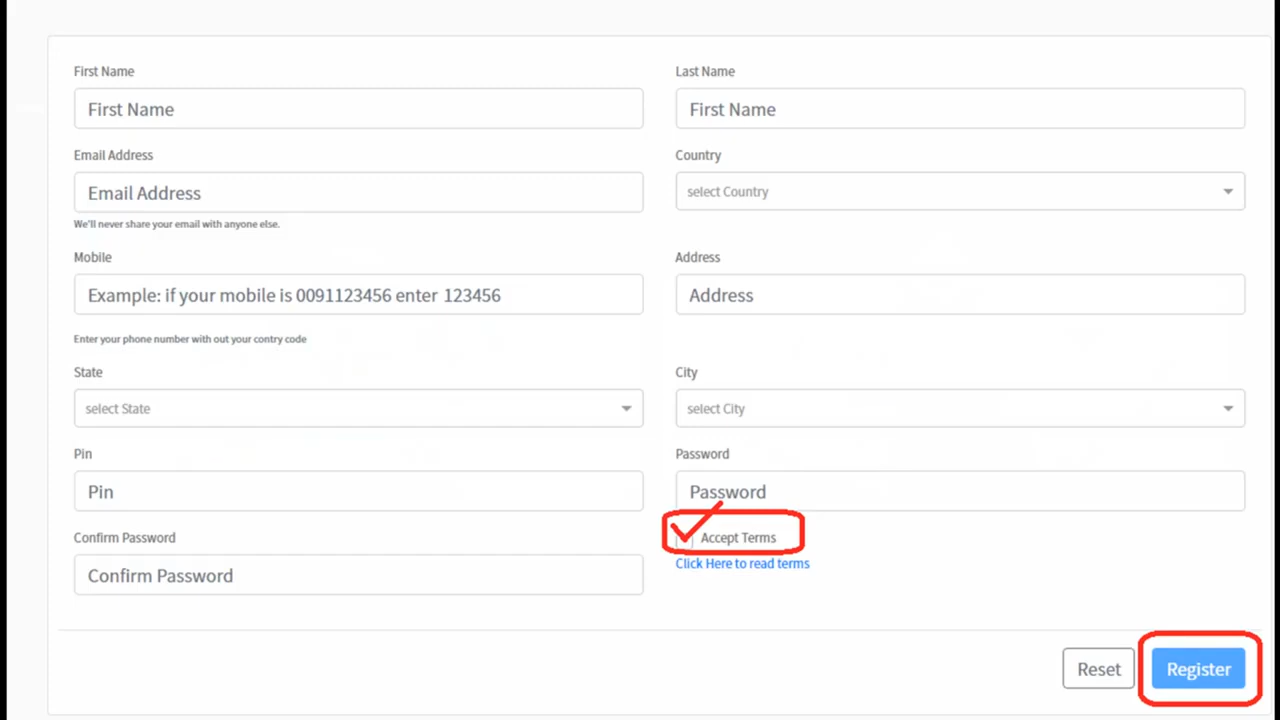 First Name
Last Name
First Name
First Name
Email Address
Country
Email Address
select Country
We'll never share your email with anyone else.
Mobile
Address
Example: if your mobile is 0091123456 enter 123456
Address
Enter your phone number with out your contry code
State
City
select State
select City
Pin
Password
Pin
Password
Confirm Password
Accept Terms
Confirm Password
Click Here to read terms
Reset
Register